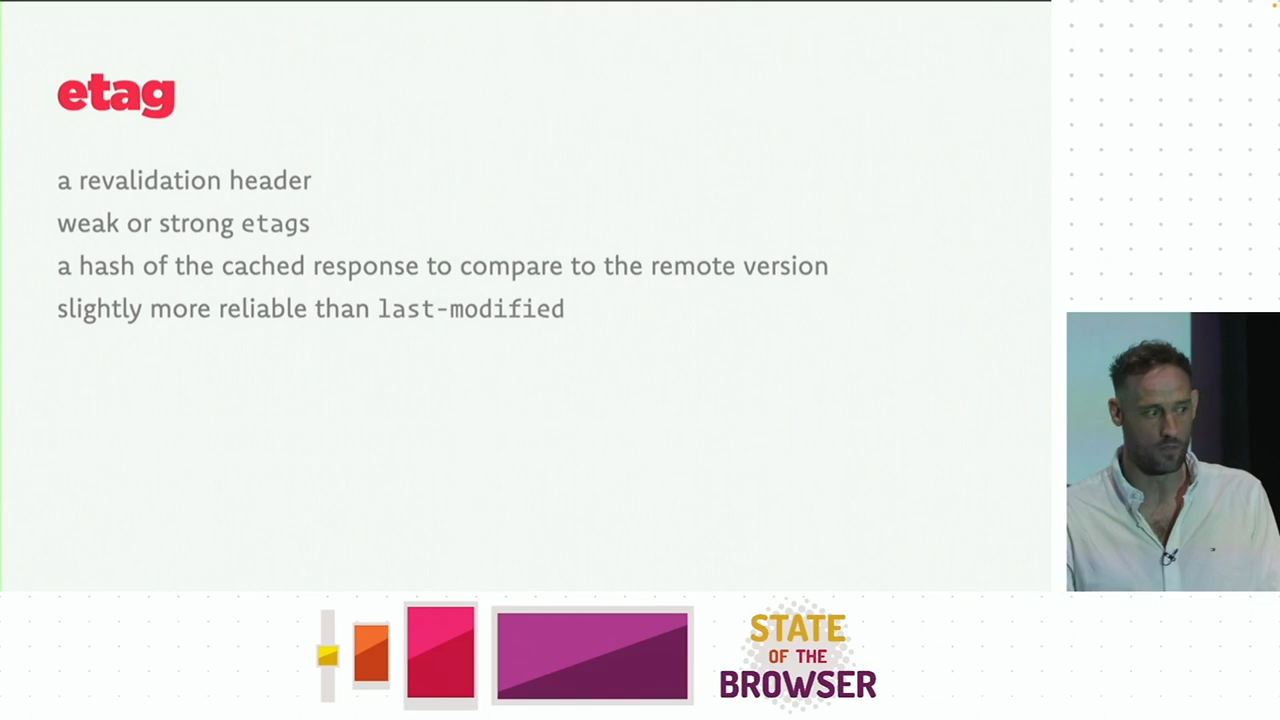 etag
a revalidation header
weak or strong etags
a hash of the cached response to compare to the remote version
slightly more reliable than last-modified
STATE
OF THE
BROWSER